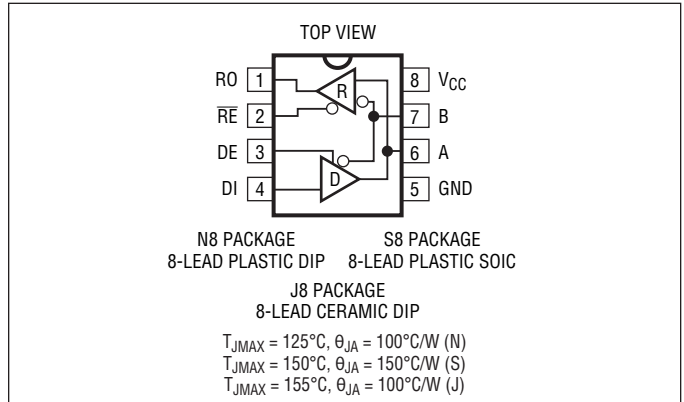 TOP VIEW
RO 1 8 VCC
RE 2 R 7 B
DE 3 6 A
DI 4 D 5 GND
N8 PACKAGE S8 PACKAGE
8-LEAD PLASTIC DIP 8-LEAD PLASTIC SOIC
J8 PACKAGE
8-LEAD CERAMIC DIP
TJMAX = 125°C, θJA = 100°C/W (N)
TJMAX = 150°C, θJA = 150°C/W (S)
TJMAX = 155°C, θJA = 100°C/W (J)